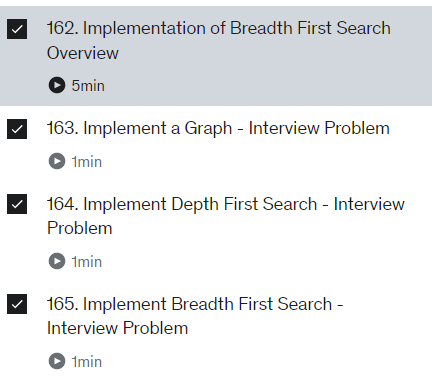 162. Implementation of Breadth First Search
Overview
5min
163. Implement a Graph - Interview Problem
1min
164. Implement Depth First Search - Interview
Problem
1min
165. Implement Breadth First Search -
Interview Problem
1min